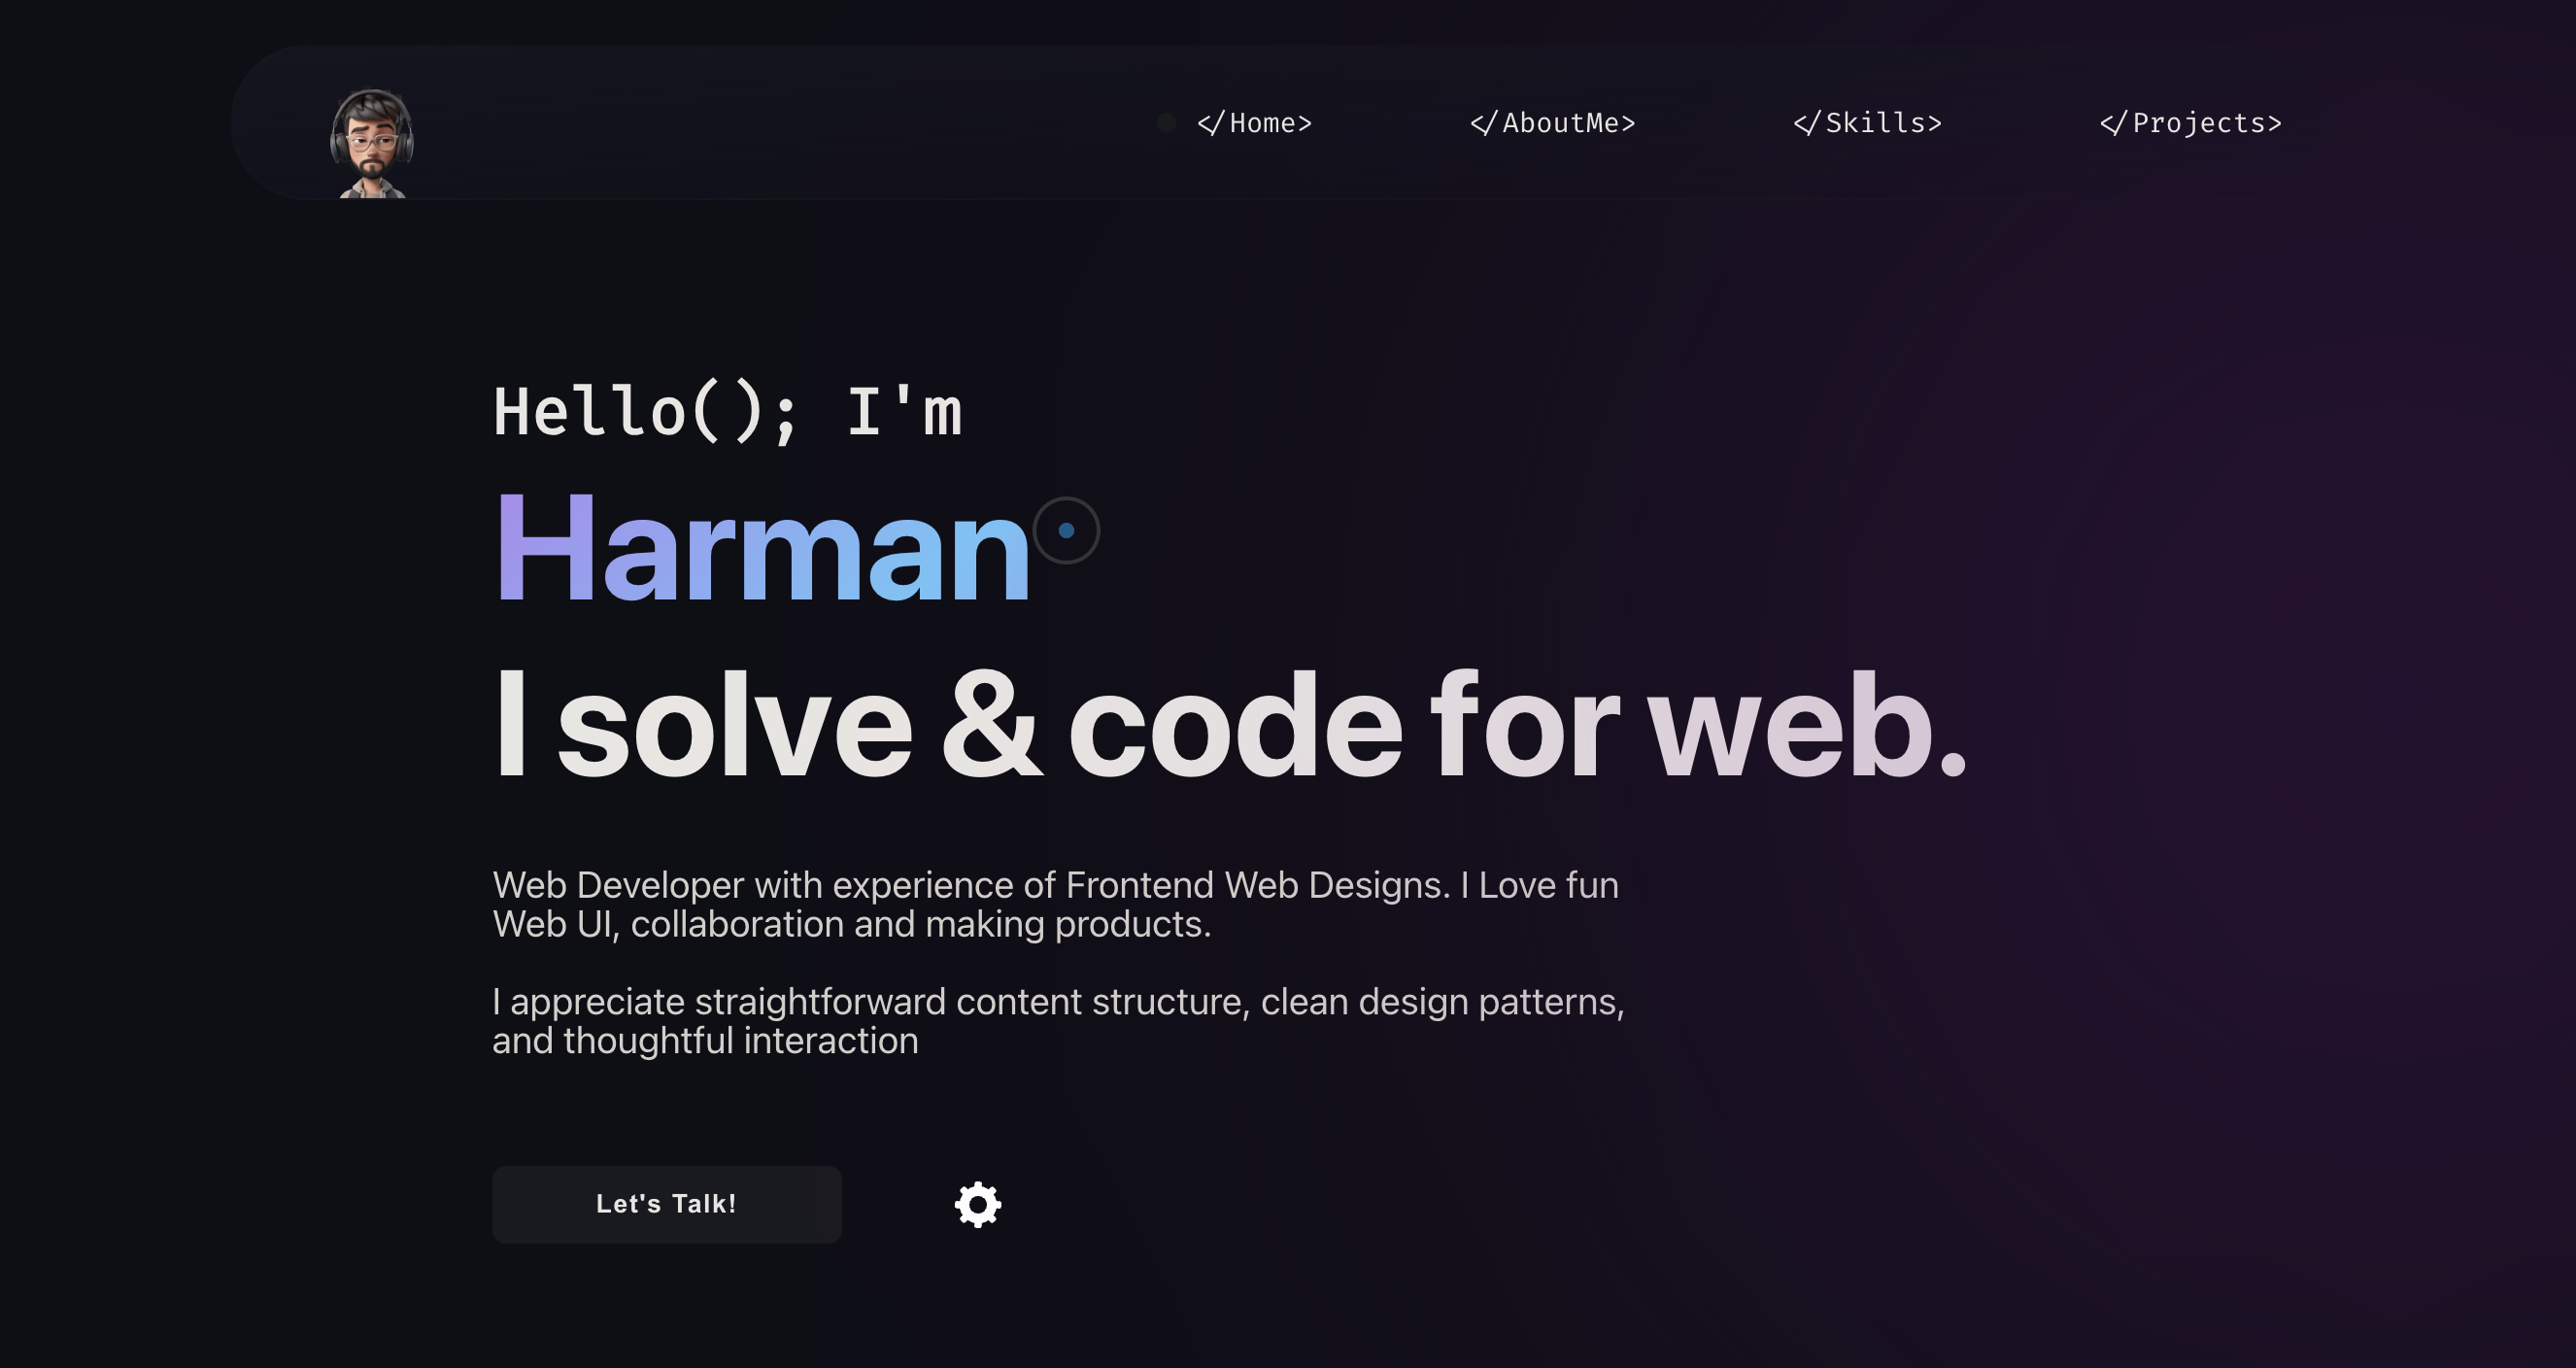 </Home> </AboutMe> </Skills> </Projects>
Hello(); I'm
Harman
I solve & code for web.
Web Developer with experience of Frontend Web Designs. I Love fun
Web UI, collaboration and making products.
I appreciate straightforward content structure, clean design patterns,
and thoughtful interaction
Let's Talk!